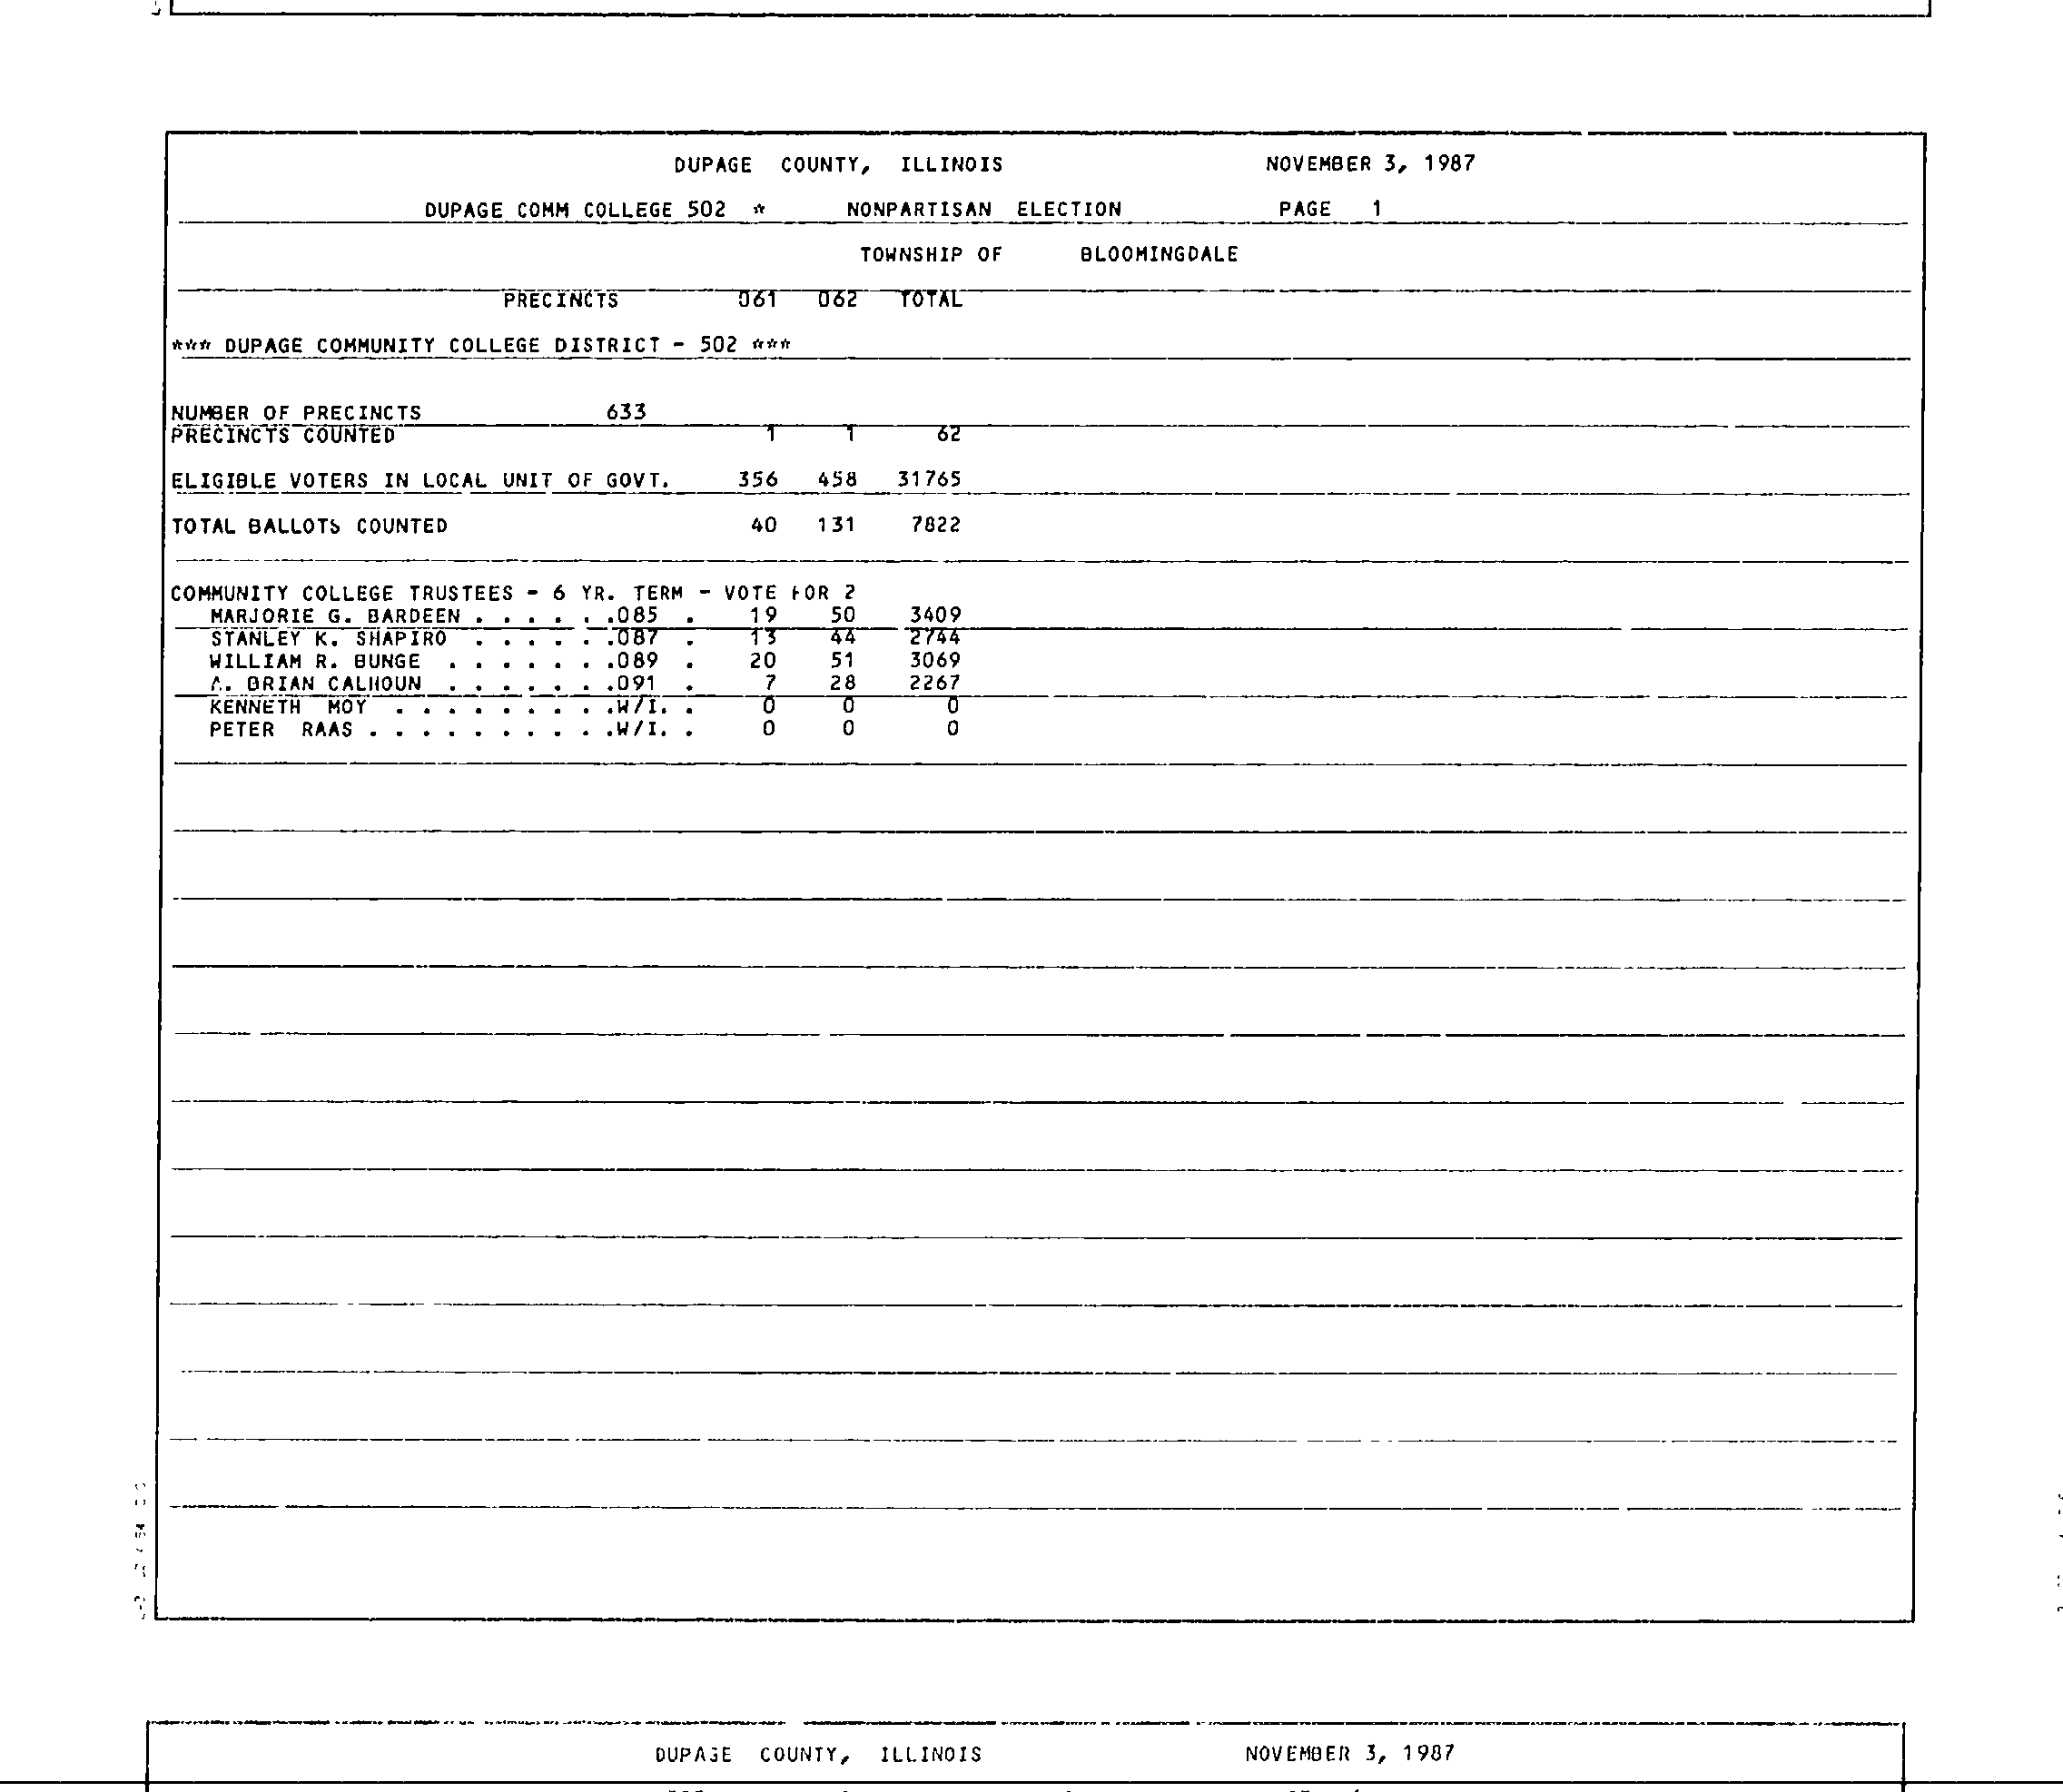 DUPAGE COUNTY, ILLINOIS NOVEMBER 3, 1987
DUPAGE COMM COLLEGE 502 * NONPARTISAN ELECTION PAGE 1
TOWNSHIP OF BLOOMINGDALE
PRECINCTS 061 062 TOTAL
*** DUPAGE COMMUNITY COLLEGE DISTRICT - 502 ***
NUMBER OF PRECINCTS 633
PRECINCTS COUNTED 1 1 62
ELIGIBLE VOTERS IN LOCAL UNIT OF GOVT. 356 458 31765
TOTAL BALLOTS COUNTED 40 131 7822
COMMUNITY COLLEGE TRUSTEES - 6 YR. TERM - VOTE FOR 2
MARJORIE G. BARDEEN . . . . . .085 . 19 50 3409
STANLEY K. SHAPIRO . . . . . .087 . 13 44 2744
WILLIAM R. BUNGE . . . . . . .089 . 20 51 3069
A. BRIAN CALHOUN . . . . . . .091 . 7 28 2267
KENNETH MOY . . . . . . . . .W/I. . 0 0 0
PETER RAAS . . . . . . . . . .W/I. . 0 0 0
DUPAGE COUNTY, ILLINOIS NOVEMBER 3, 1987